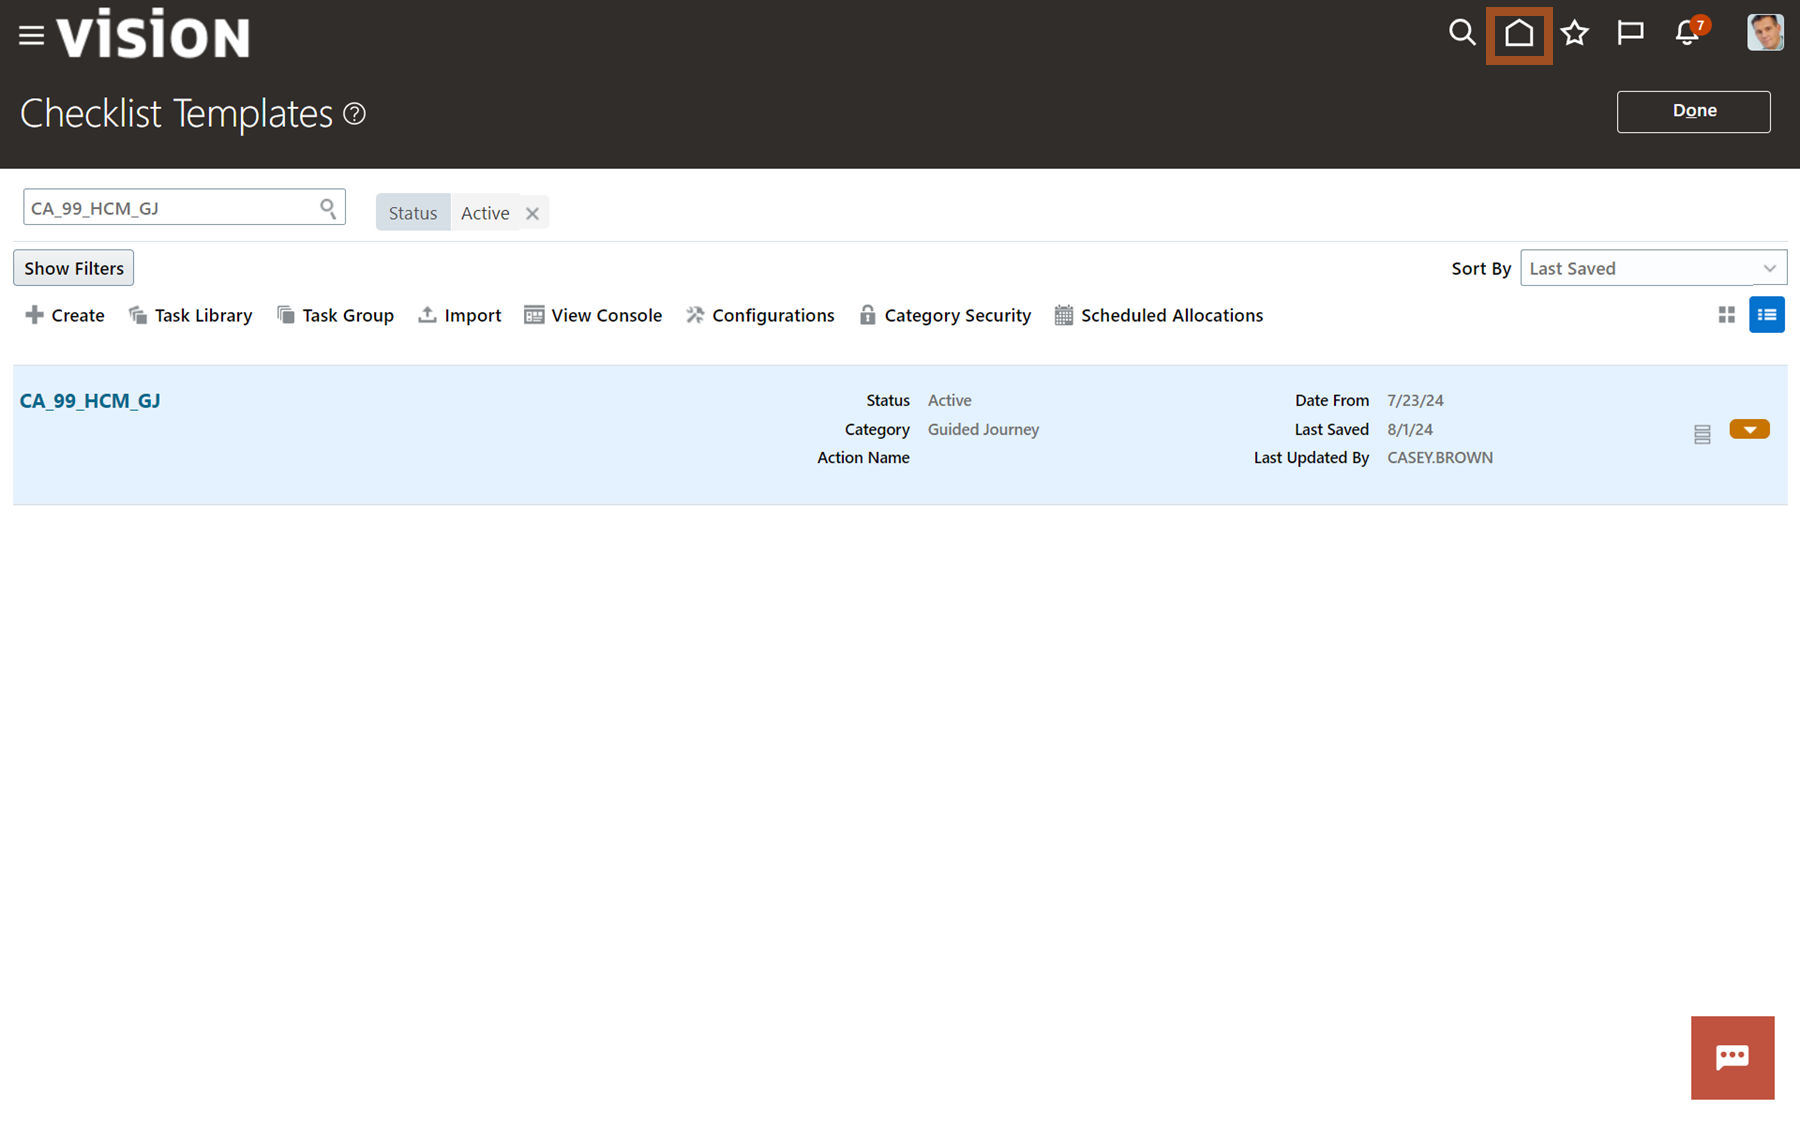 vision
7
Checklist Templates ?
Done
CA_99_HCM_GJ
Status Active
Show Filters
Sort By Last Saved
Create Task Library Task Group Import View Console Configurations Category Security Scheduled Allocations
CA_99_HCM_GJ
Status Active
Category Guided Journey
Action Name
Date From 7/23/24
Last Saved 8/1/24
Last Updated By CASEY.BROWN